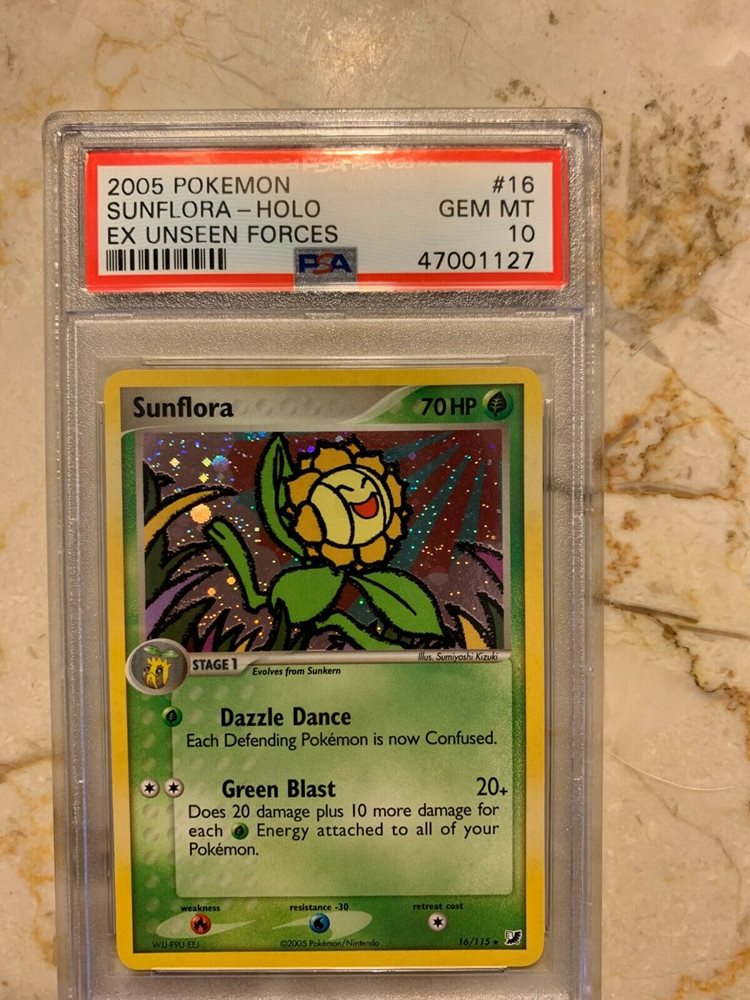 2005 POKEMON #16
SUNFLORA - HOLO GEM MT
EX UNSEEN FORCES 10
PSA 47001127
Sunflora 70 HP
Illus. Sumiyoshi Kizuki
STAGE 1 Evolves from Sunkern
Dazzle Dance
Each Defending Pokémon is now Confused.
Green Blast 20+
Does 20 damage plus 10 more damage for
each Energy attached to all of your
Pokémon.
weakness resistance -30 retreat cost
WJJ-F9U-EEJ ©2005 Pokémon/Nintendo 16/115 ★